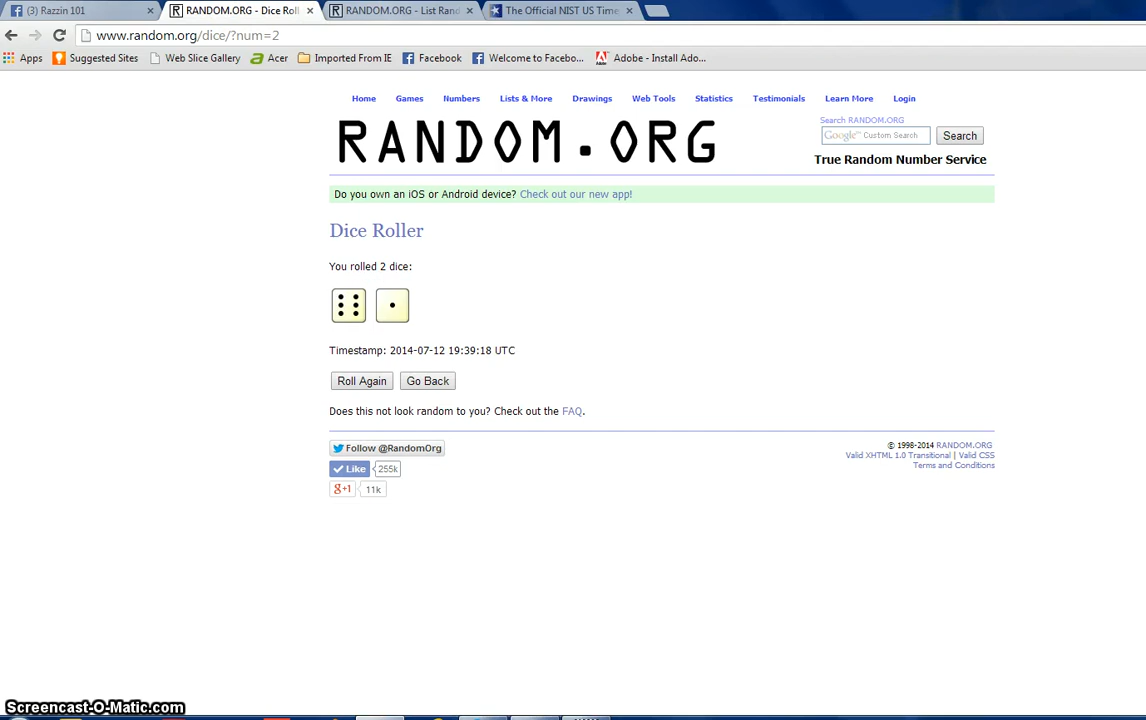 (3) Razzin 101
RANDOM.ORG - Dice Roll
RANDOM.ORG - List Rand
The Official NIST US Time
www.random.org/dice/?num=2
Apps Suggested Sites Web Slice Gallery Acer Imported From IE Facebook Welcome to Facebo... Adobe - Install Ado...
Home Games Numbers Lists & More Drawings Web Tools Statistics Testimonials Learn More Login
RANDOM.ORG
Search RANDOM.ORG
Google™ Custom Search Search
True Random Number Service
Do you own an iOS or Android device? Check out our new app!
Dice Roller
You rolled 2 dice:
Timestamp: 2014-07-12 19:39:18 UTC
Roll Again Go Back
Does this not look random to you? Check out the FAQ.
Follow @RandomOrg
Like 255k
g+1 11k
© 1998-2014 RANDOM.ORG
Valid XHTML 1.0 Transitional | Valid CSS
Terms and Conditions
Screencast-O-Matic.com